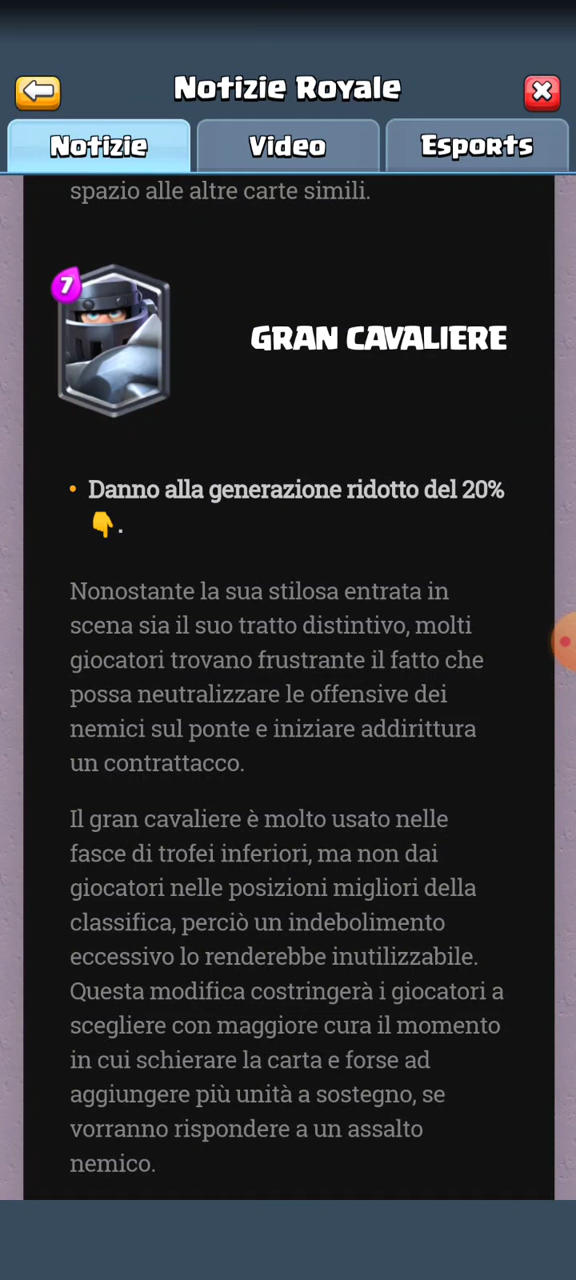 Notizie Royale
Notizie
Video
Esports
spazio alle altre carte simili.
7
GRAN CAVALIERE
• Danno alla generazione ridotto del 20%
👇.
Nonostante la sua stilosa entrata in
scena sia il suo tratto distintivo, molti
giocatori trovano frustrante il fatto che
possa neutralizzare le offensive dei
nemici sul ponte e iniziare addirittura
un contrattacco.
Il gran cavaliere è molto usato nelle
fasce di trofei inferiori, ma non dai
giocatori nelle posizioni migliori della
classifica, perciò un indebolimento
eccessivo lo renderebbe inutilizzabile.
Questa modifica costringerà i giocatori a
scegliere con maggiore cura il momento
in cui schierare la carta e forse ad
aggiungere più unità a sostegno, se
vorranno rispondere a un assalto
nemico.